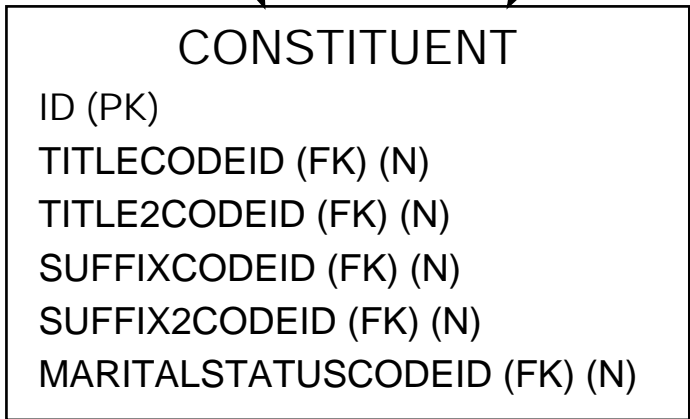 CONSTITUENT
ID (PK)
TITLECODEID (FK) (N)
TITLE2CODEID (FK) (N)
SUFFIXCODEID (FK) (N)
SUFFIX2CODEID (FK) (N)
MARITALSTATUSCODEID (FK) (N)